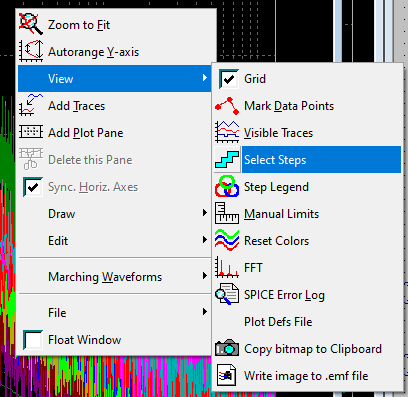 Zoom to Fit
Autorange Y-axis
View
Add Traces
Add Plot Pane
Delete this Pane
Sync. Horiz. Axes
Draw
Edit
Marching Waveforms
File
Float Window
Grid
Mark Data Points
Visible Traces
Select Steps
Step Legend
Manual Limits
Reset Colors
FFT
SPICE Error Log
Plot Defs File
Copy bitmap to Clipboard
Write image to .emf file